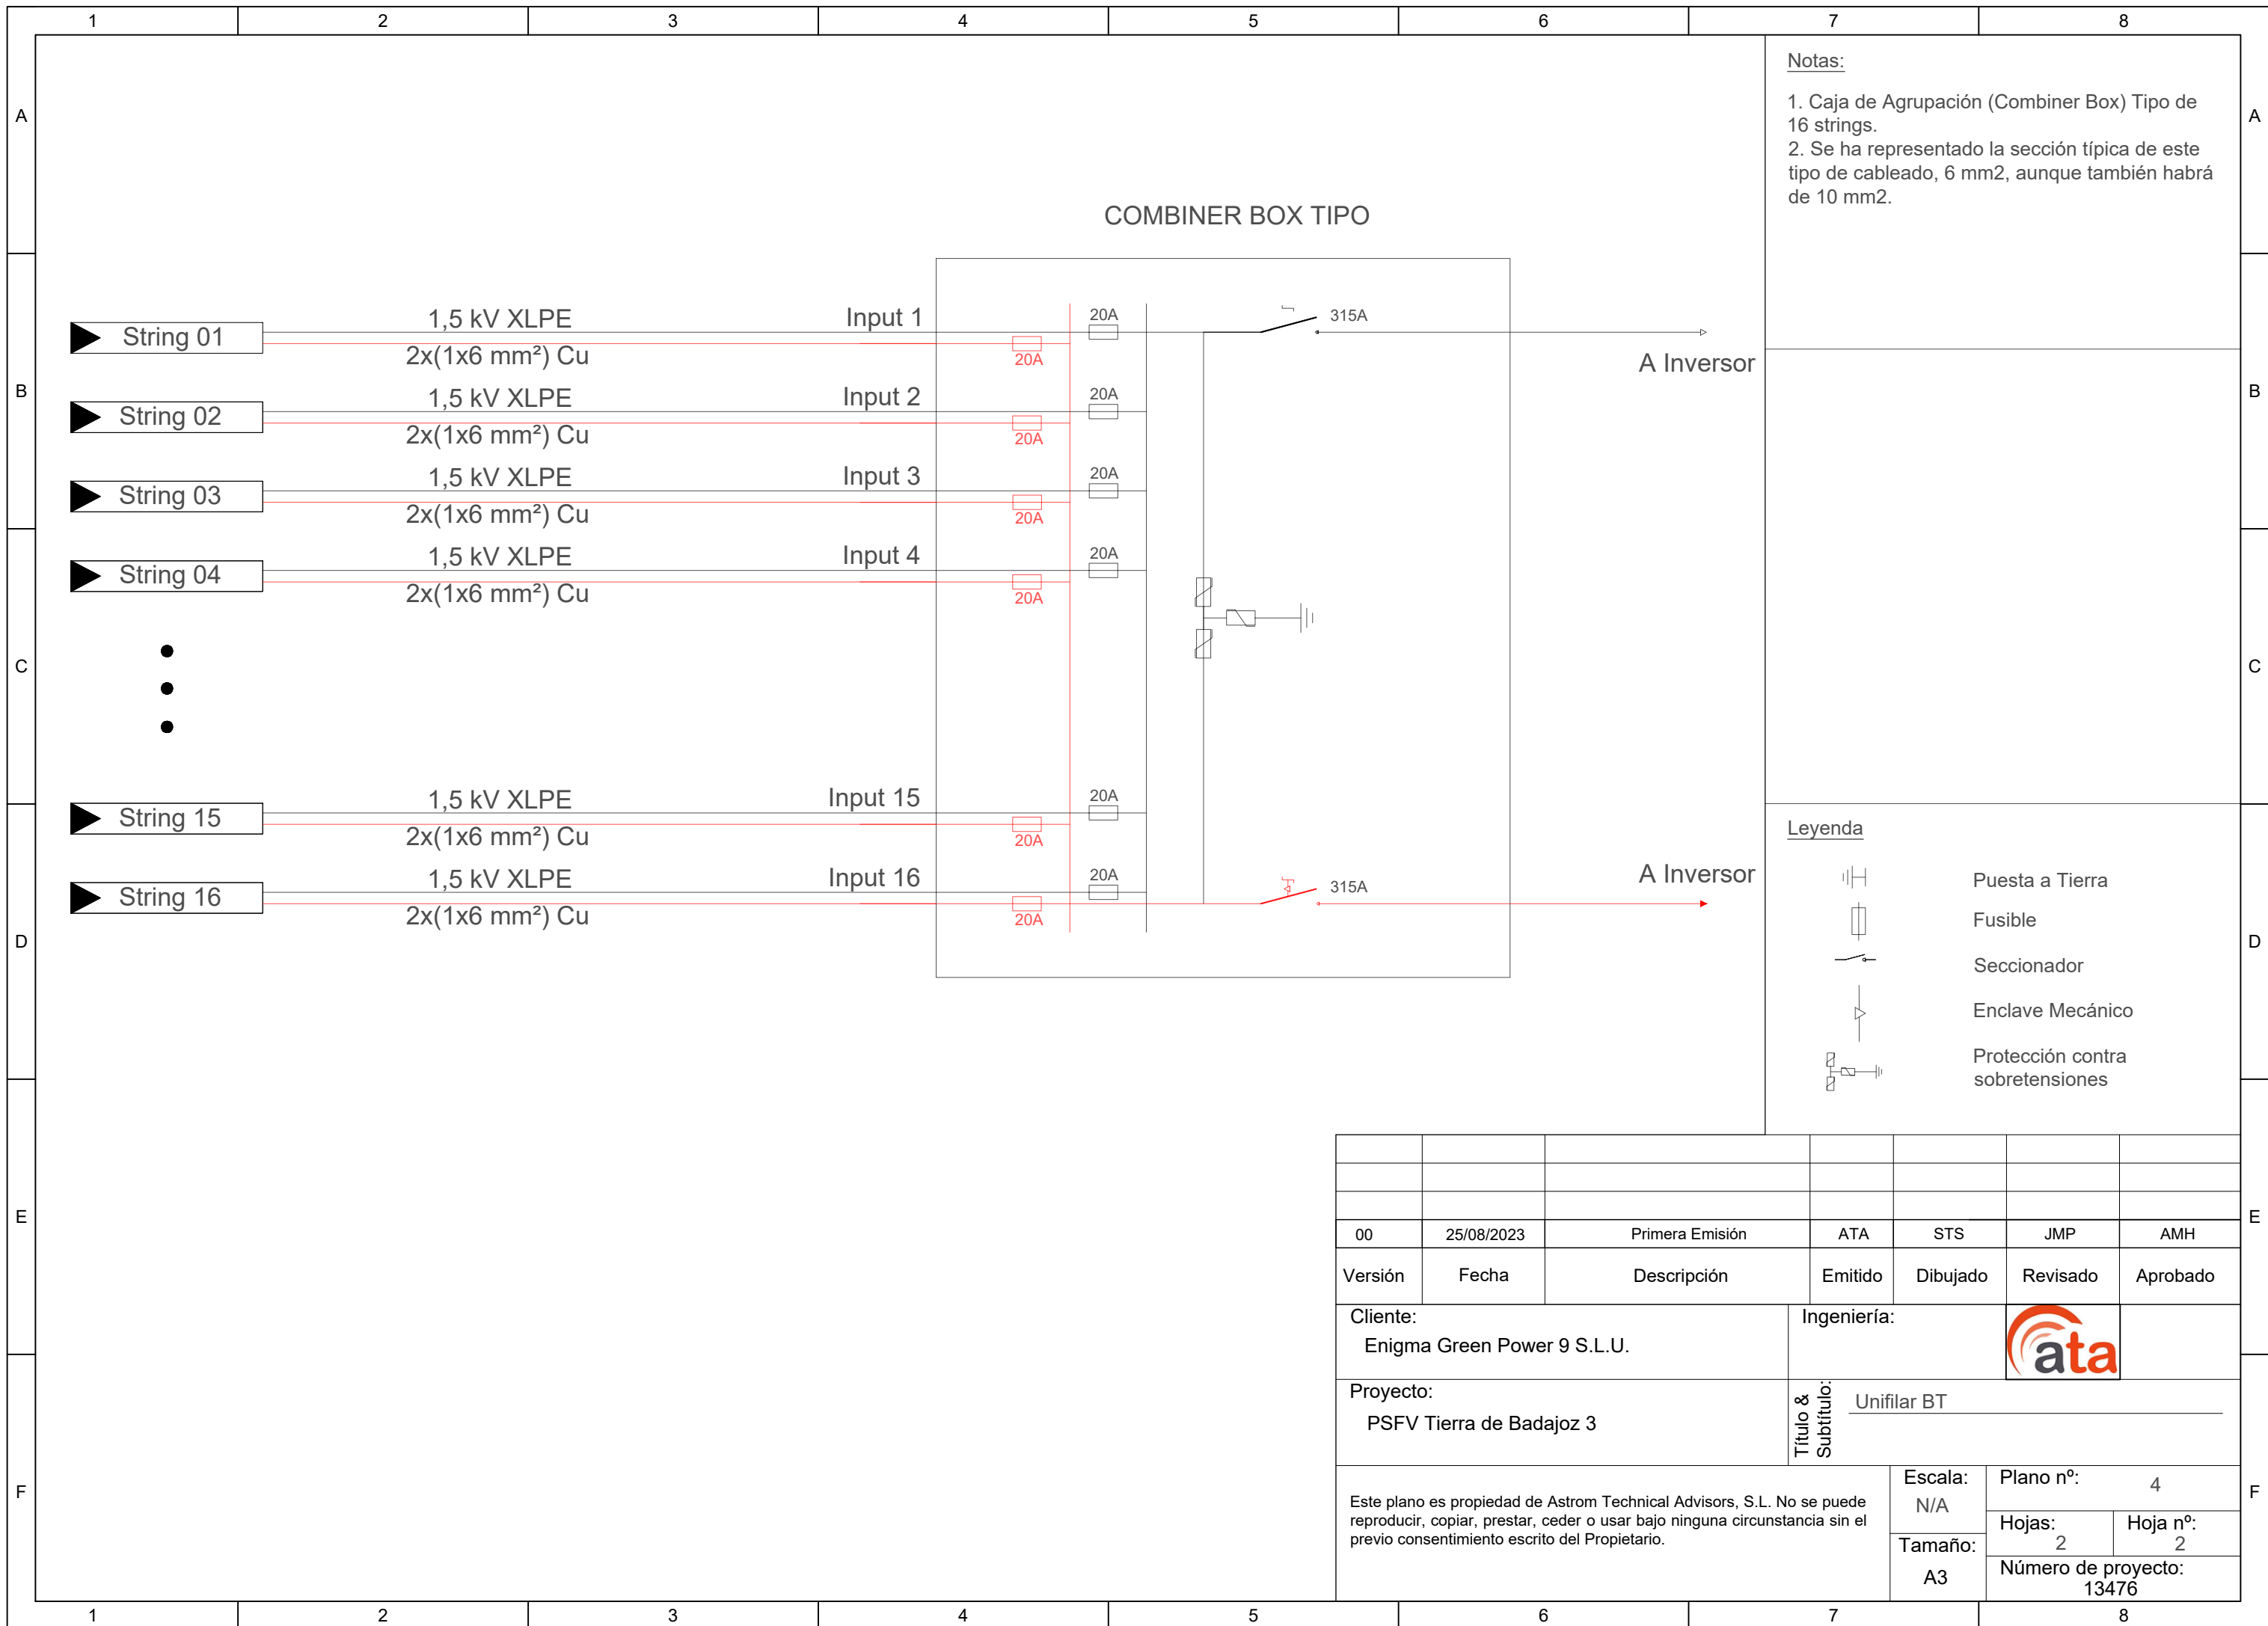 1 2 3 4 5 6 7 8
A A
B B
C C
D D
E E
F F
Notas:
1. Caja de Agrupación (Combiner Box) Tipo de
16 strings.
2. Se ha representado la sección típica de este
tipo de cableado, 6 mm2, aunque también habrá
de 10 mm2.
COMBINER BOX TIPO
String 01
1,5 kV XLPE
2x(1x6 mm²) Cu
Input 1
20A
20A
315A
A Inversor
String 02
1,5 kV XLPE
2x(1x6 mm²) Cu
Input 2
20A
20A
String 03
1,5 kV XLPE
2x(1x6 mm²) Cu
Input 3
20A
20A
String 04
1,5 kV XLPE
2x(1x6 mm²) Cu
Input 4
20A
20A
String 15
1,5 kV XLPE
2x(1x6 mm²) Cu
Input 15
20A
20A
String 16
1,5 kV XLPE
2x(1x6 mm²) Cu
Input 16
20A
20A
315A
A Inversor
Leyenda
Puesta a Tierra
Fusible
Seccionador
Enclave Mecánico
Protección contra
sobretensiones
00 25/08/2023 Primera Emisión ATA STS JMP AMH
Versión Fecha Descripción Emitido Dibujado Revisado Aprobado
Cliente:
Enigma Green Power 9 S.L.U.
Ingeniería:
ata
Proyecto:
PSFV Tierra de Badajoz 3
Título &
Subtítulo:
Unifilar BT
Este plano es propiedad de Astrom Technical Advisors, S.L. No se puede
reproducir, copiar, prestar, ceder o usar bajo ninguna circunstancia sin el
previo consentimiento escrito del Propietario.
Escala:
N/A
Tamaño:
A3
Plano nº:
4
Hojas:
2
Hoja nº:
2
Número de proyecto:
13476
1 2 3 4 5 6 7 8